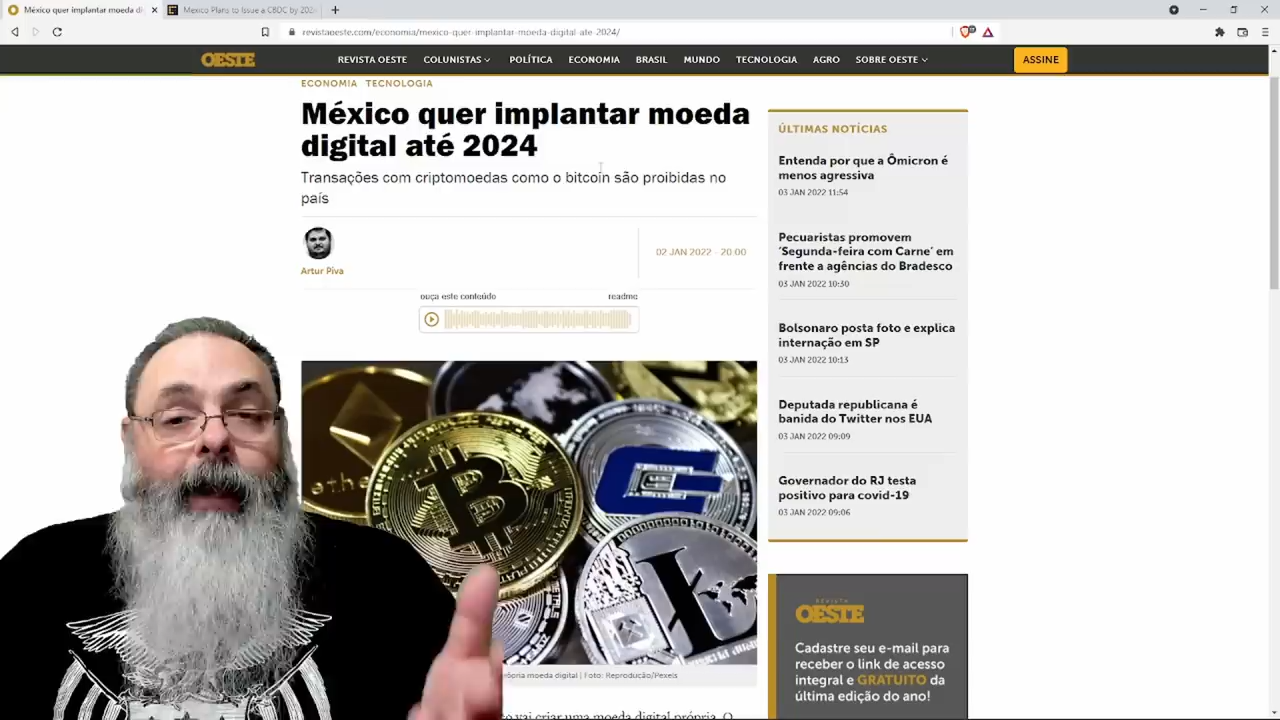 México quer implantar moeda di
Mexico Plans to Issue a CBDC by 202
revistaoeste.com/economia/mexico-quer-implantar-moeda-digital-ate-2024/
OESTE
REVISTA OESTE
COLUNISTAS
POLÍTICA
ECONOMIA
BRASIL
MUNDO
TECNOLOGIA
AGRO
SOBRE OESTE
ASSINE
ECONOMIA TECNOLOGIA
México quer implantar moeda
digital até 2024
Transações com criptomoedas como o bitcoin são proibidas no
país
Artur Piva
02 JAN 2022 - 20:00
ouça este conteúdo
readme
ethe
moeda digital | Foto: Reprodução/Pexels
vai criar uma moeda digital própria. O
ÚLTIMAS NOTÍCIAS
Entenda por que a Ômicron é
menos agressiva
03 JAN 2022 11:54
Pecuaristas promovem
‘Segunda-feira com Carne’ em
frente a agências do Bradesco
03 JAN 2022 10:30
Bolsonaro posta foto e explica
internação em SP
03 JAN 2022 10:13
Deputada republicana é
banida do Twitter nos EUA
03 JAN 2022 09:09
Governador do RJ testa
positivo para covid-19
03 JAN 2022 09:06
REVISTA
OESTE
Cadastre seu e-mail para
receber o link de acesso
integral e GRATUITO da
última edição do ano!